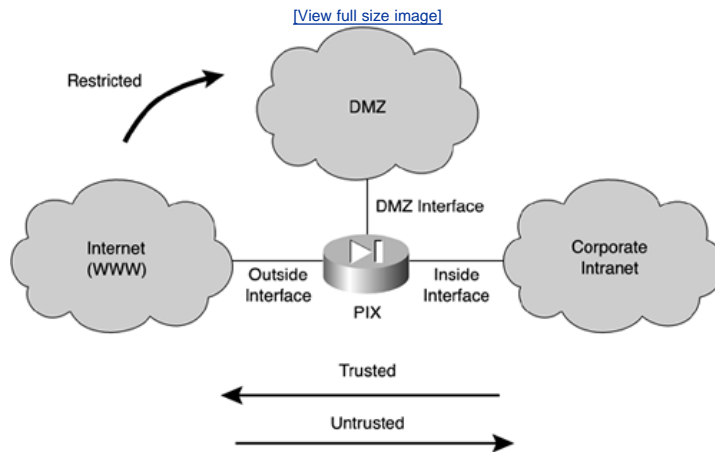 [View full size image]
Restricted
DMZ
DMZ Interface
Internet
(WWW)
Outside
Interface
PIX
Inside
Interface
Corporate
Intranet
Trusted
Untrusted